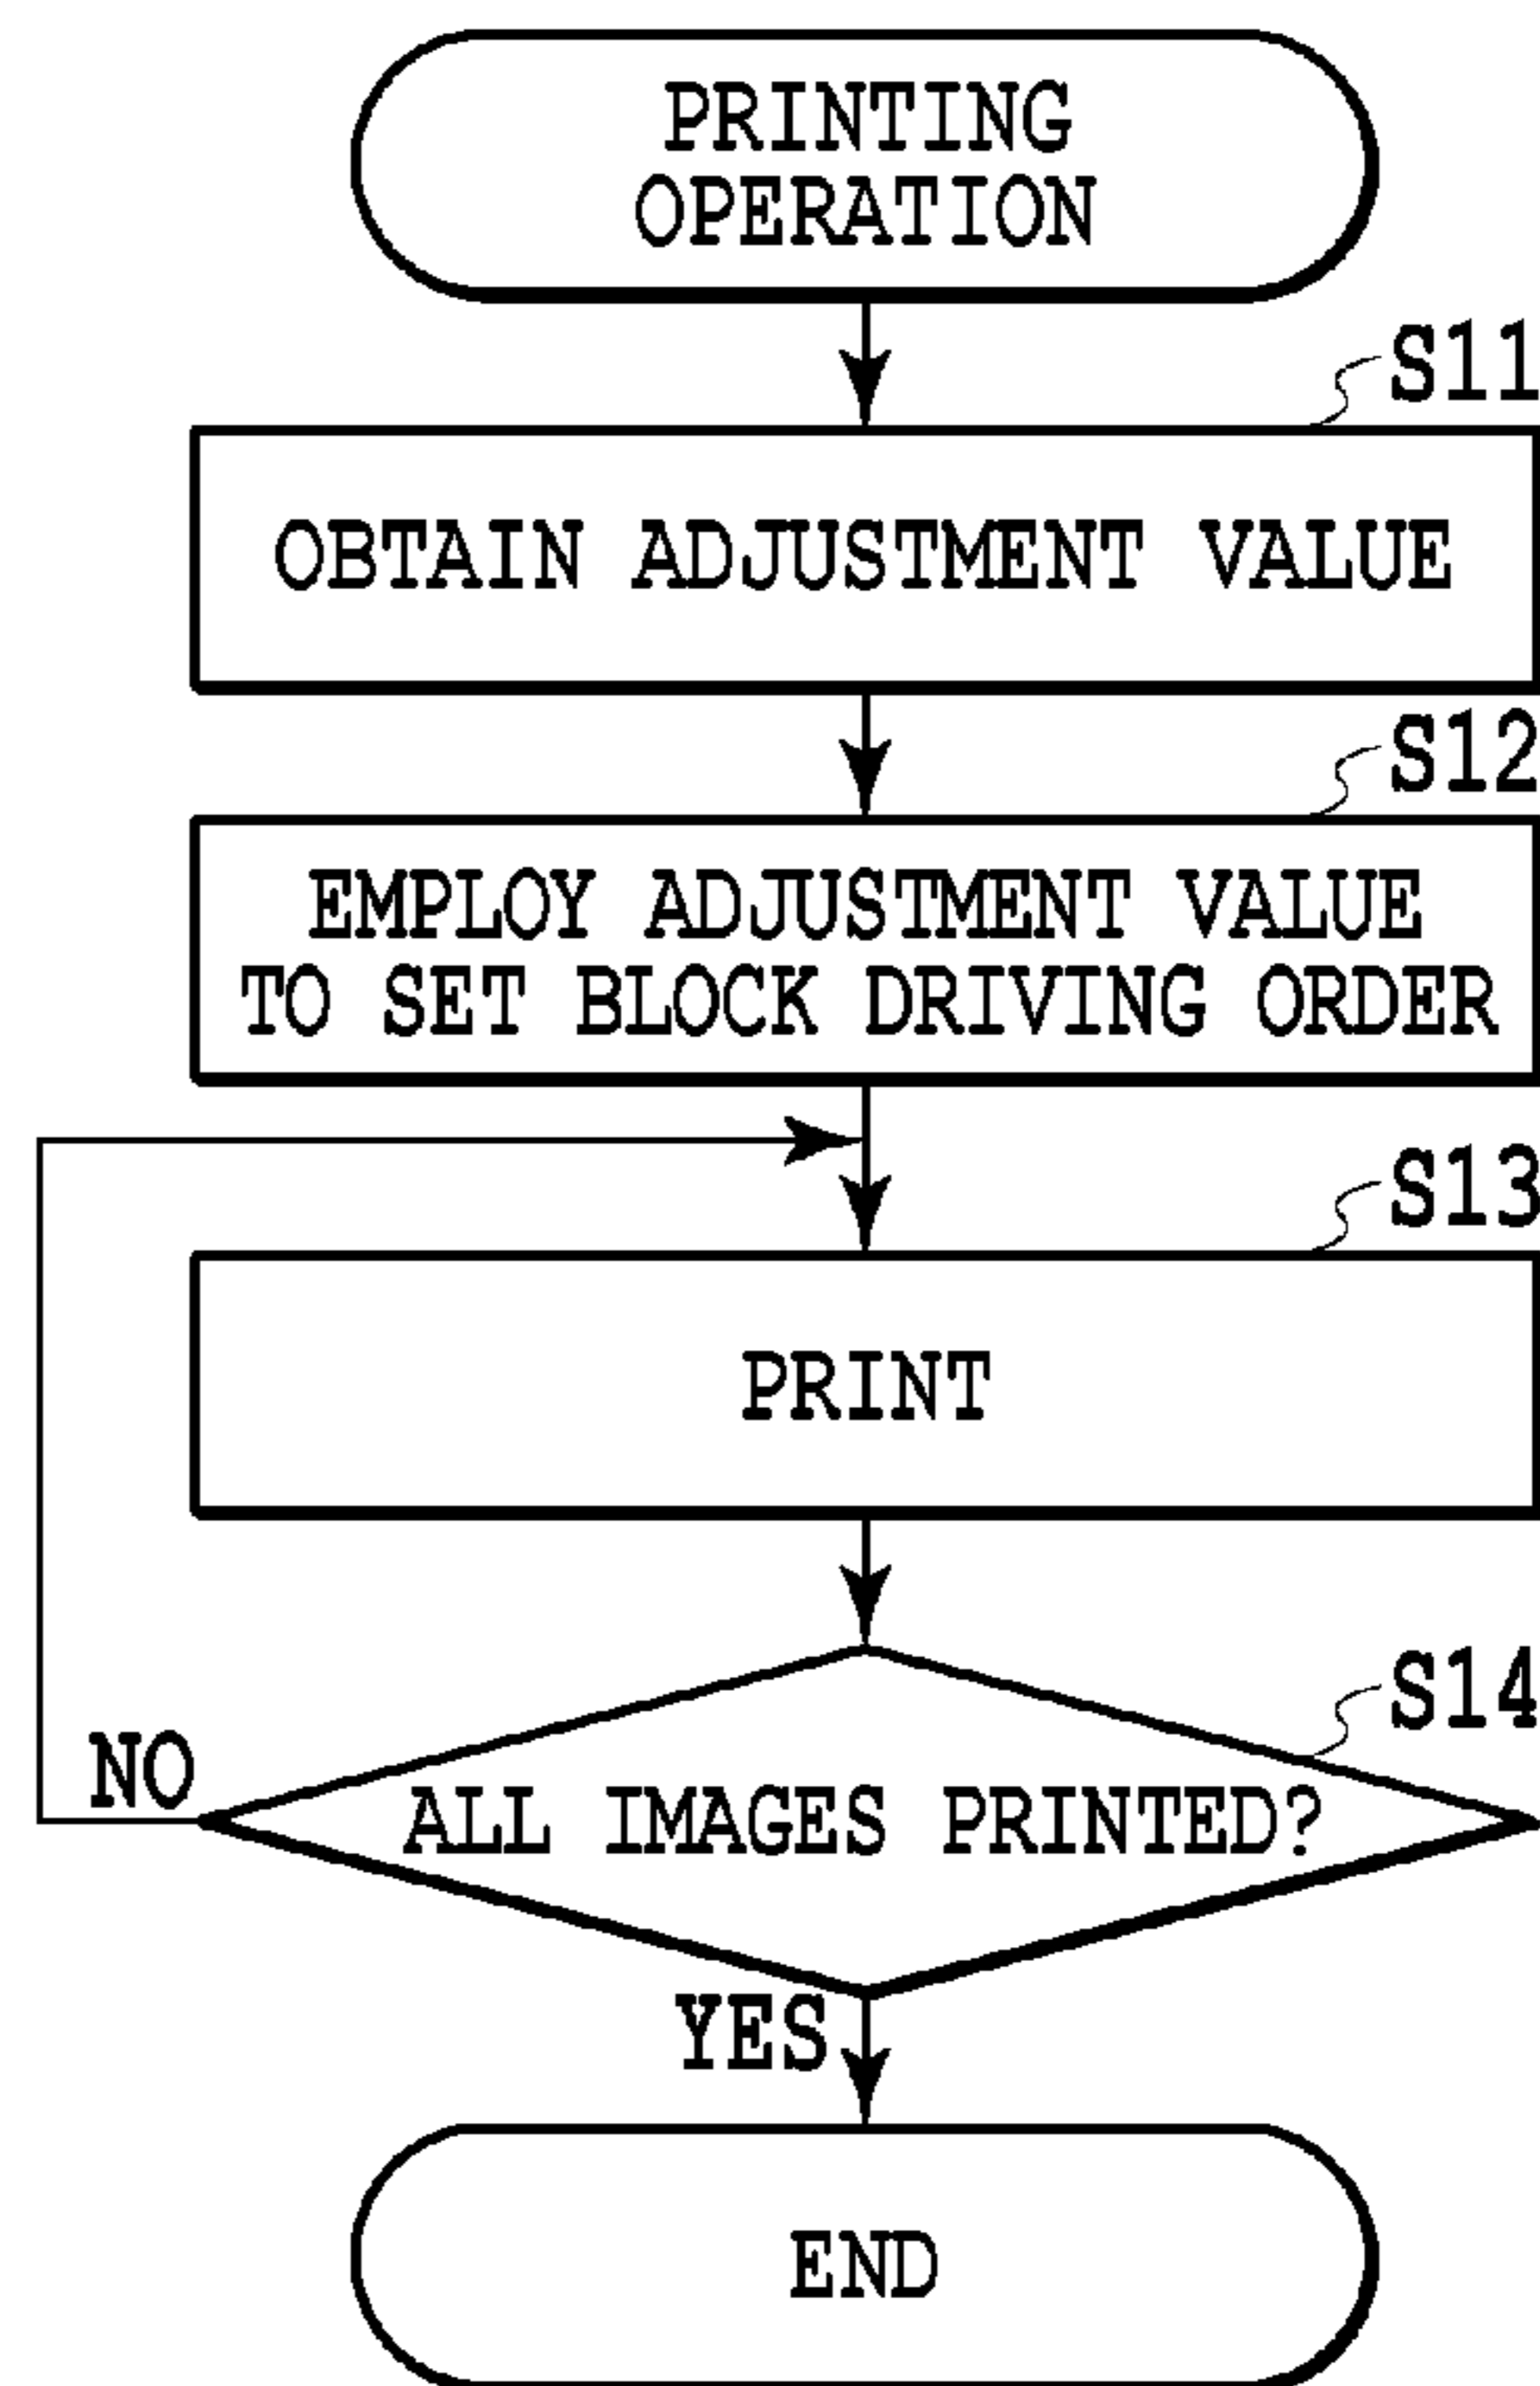 PRINTING
OPERATION
S11
OBTAIN ADJUSTMENT VALUE
S12
EMPLOY ADJUSTMENT VALUE
TO SET BLOCK DRIVING ORDER
S13
PRINT
S14
NO
ALL IMAGES PRINTED?
YES
END